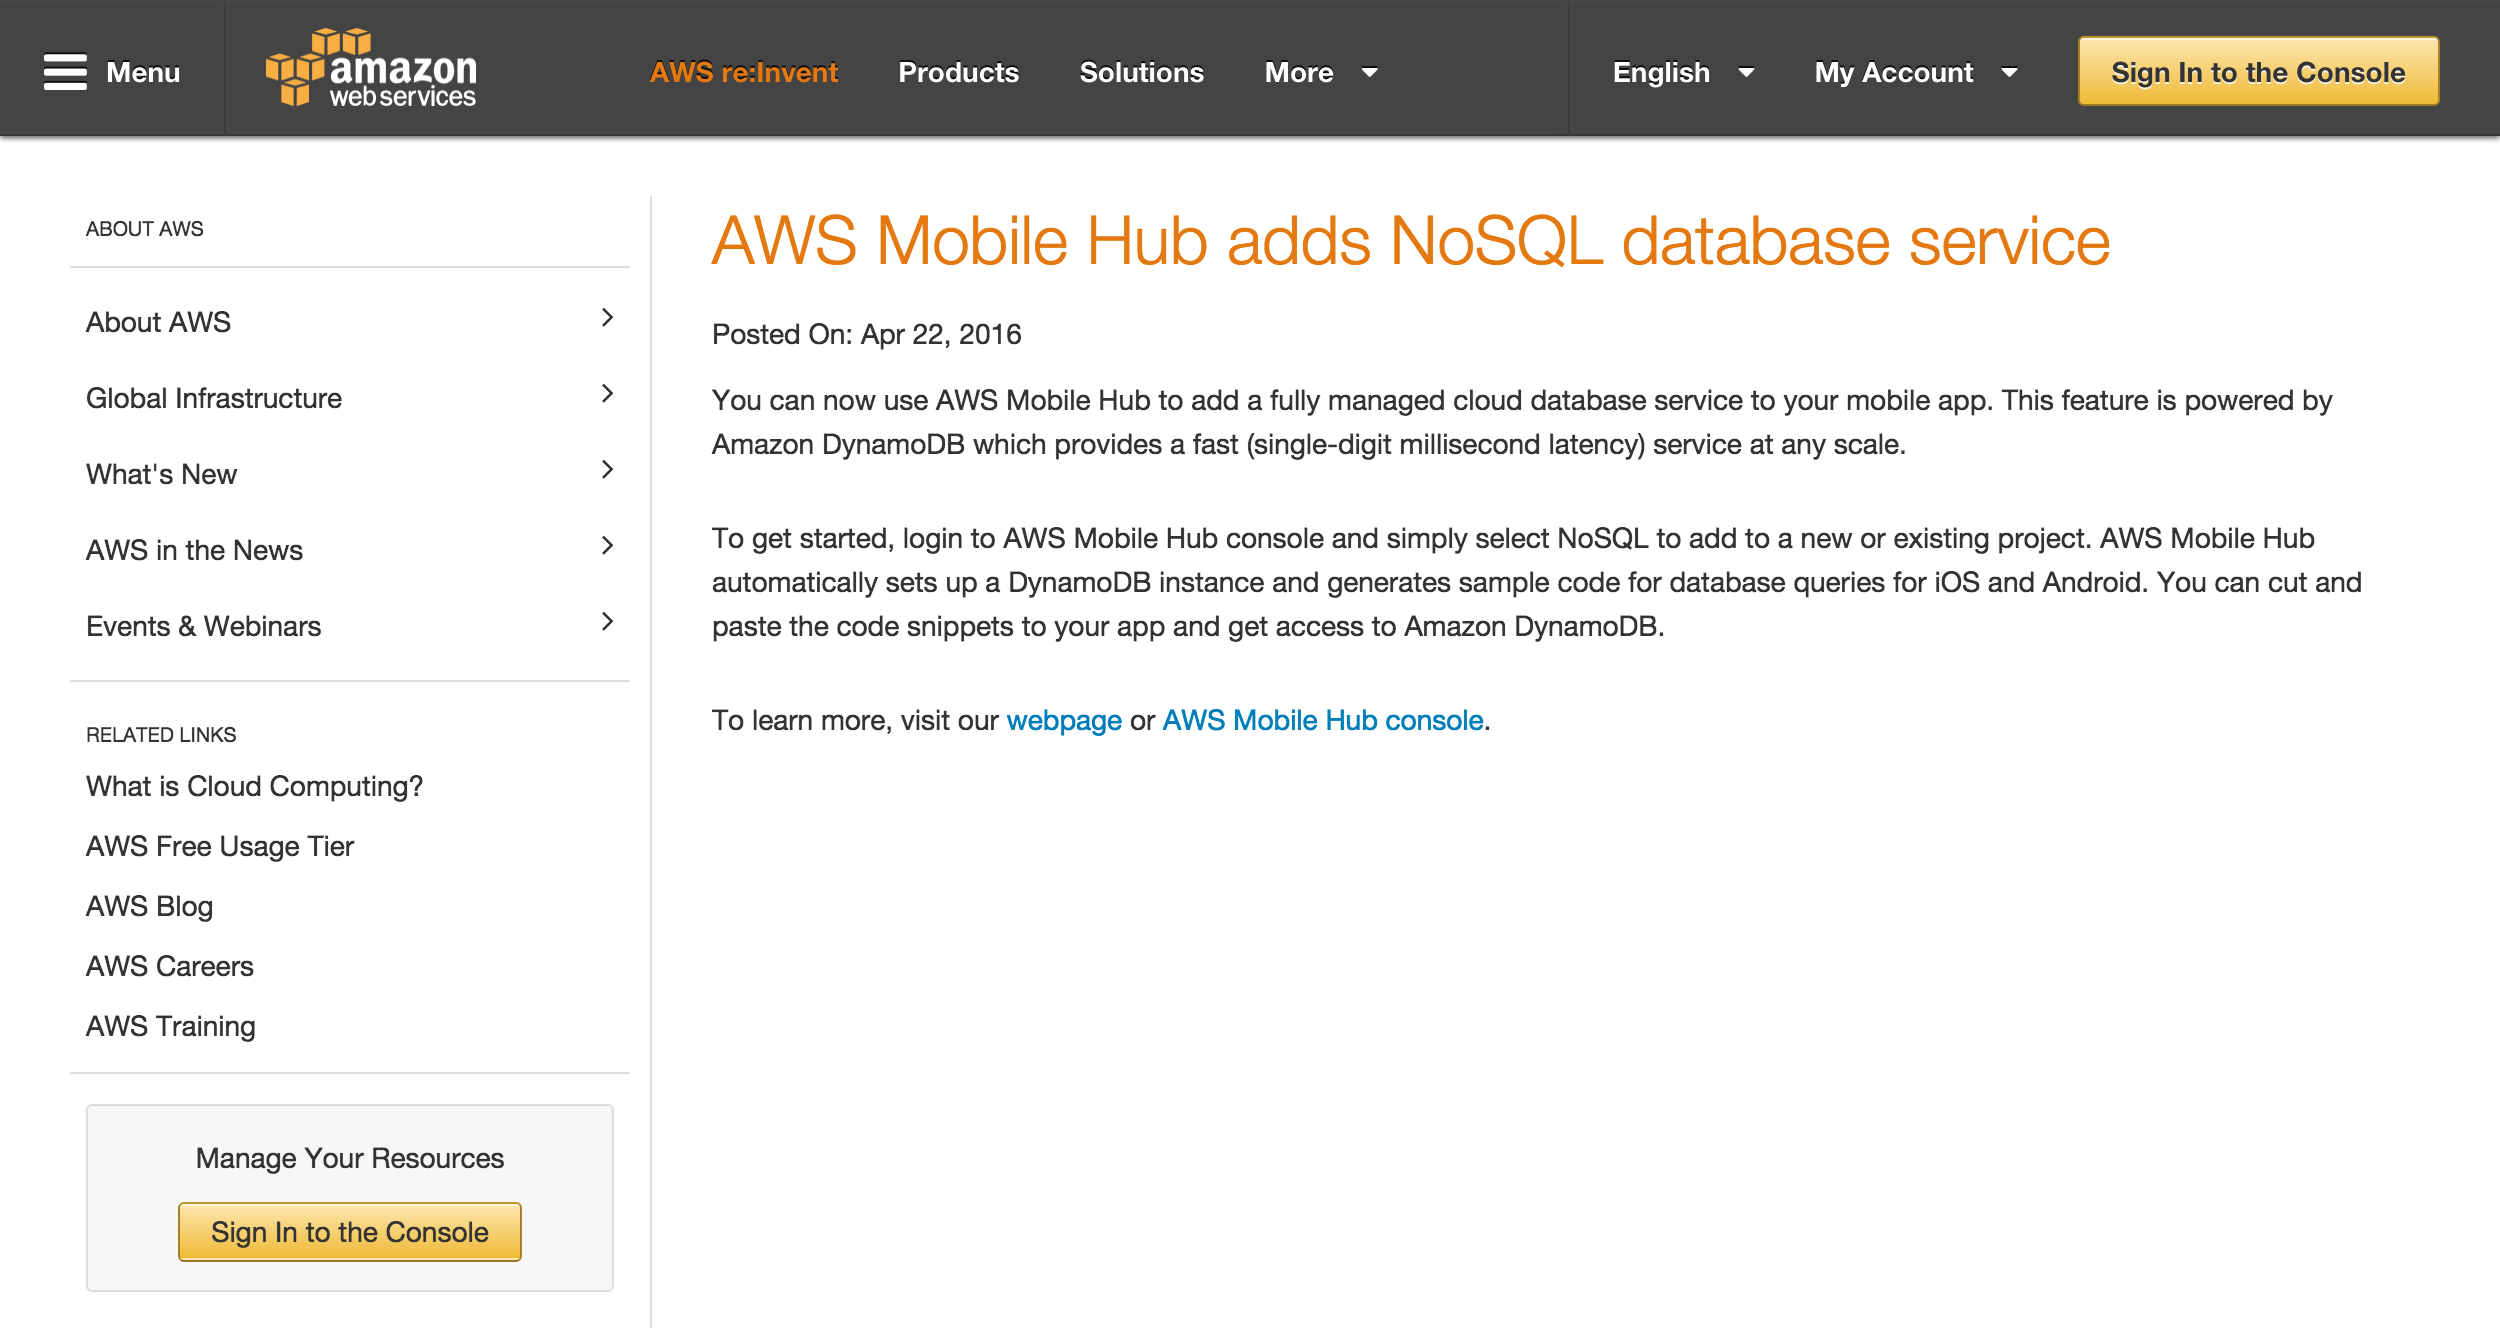 Menu
amazon
web services
AWS re:Invent
Products
Solutions
More
English
My Account
Sign In to the Console
ABOUT AWS
About AWS
Global Infrastructure
What's New
AWS in the News
Events & Webinars
RELATED LINKS
What is Cloud Computing?
AWS Free Usage Tier
AWS Blog
AWS Careers
AWS Training
Manage Your Resources
Sign In to the Console
AWS Mobile Hub adds NoSQL database service
Posted On: Apr 22, 2016
You can now use AWS Mobile Hub to add a fully managed cloud database service to your mobile app. This feature is powered by
Amazon DynamoDB which provides a fast (single-digit millisecond latency) service at any scale.
To get started, login to AWS Mobile Hub console and simply select NoSQL to add to a new or existing project. AWS Mobile Hub
automatically sets up a DynamoDB instance and generates sample code for database queries for iOS and Android. You can cut and
paste the code snippets to your app and get access to Amazon DynamoDB.
To learn more, visit our webpage or AWS Mobile Hub console.